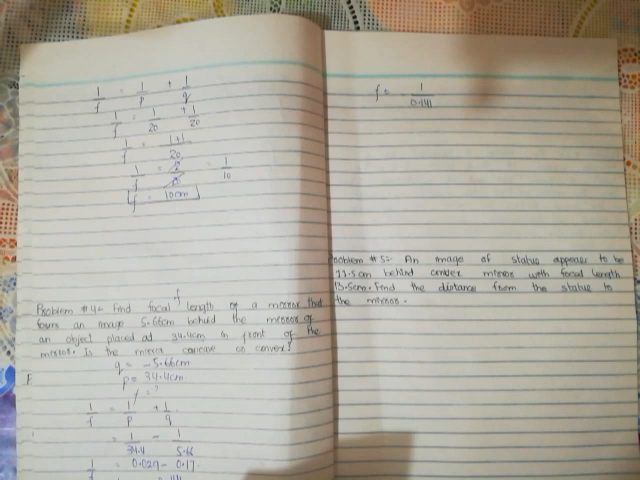 1/f = 1/p + 1/q
1/f = 1/20 + 1/20
1/f = 1+1/20
1/f = 2/20 = 1/10
f = 10cm
Problem #4:- Find focal length of a mirror that
forms an image 5.66cm behind the mirror of
an object placed at 34.4cm in front of the
mirror. Is the mirror concave or convex?
q = -5.66cm
p = 34.4cm
f = ?
1/f = 1/p + 1/q
= 1/34.4 - 1/5.66
1/f = 0.029 - 0.17
f = - 1/0.141
Problem #5:- An image of status appears to be
11.5cm behind convex mirror with focal length
13.5cm. Find the distance from the statue to
the mirror.